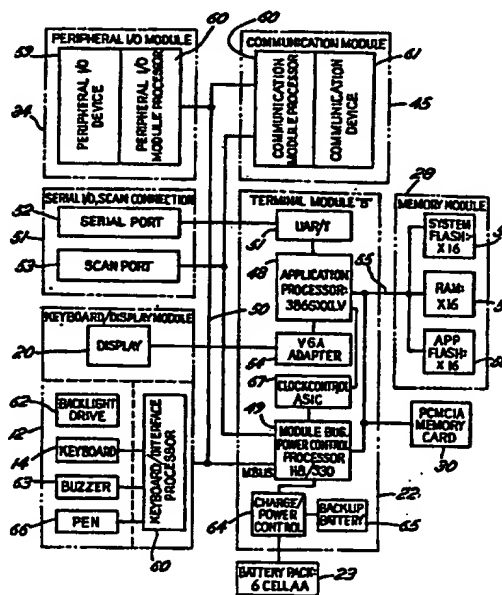 PERIPHERAL I/O MODULE
60
60
COMMUNICATION MODULE
59
PERIPHERAL I/O
DEVICE
PERIPHERAL I/O
MODULE PROCESSOR
COMMUNICATION
MODULE PROCESSOR
COMMUNICATION
DEVICE
61
24
45
SERIAL I/O, SCAN CONNECTION
52
SERIAL PORT
51
53
SCAN PORT
TERMINAL MODULE "B"
UAR/T
51
48
APPLICATION
PROCESSOR:
386SXXLV
55
28
MEMORY MODULE
SYSTEM
FLASH:
X16
RAM:
X16
APP
FLASH:
X16
KEYBOARD/DISPLAY MODULE
50
20
DISPLAY
VGA
ADAPTER
54
67
CLOCK CONTROL
ASIC
62
BACKLIGHT
DRIVE
12
14
KEYBOARD
63
BUZZER
66
PEN
KEYBOARD/INTERFACE
PROCESSOR
60
49
MODULE BUS,
POWER CONTROL
PROCESSOR
H8/330
MBUS
PCMCIA
MEMORY
CARD
30
22
64
CHARGE/
POWER
CONTROL
BACKUP
BATTERY
65
BATTERY PACK-
6 CELL AA
23